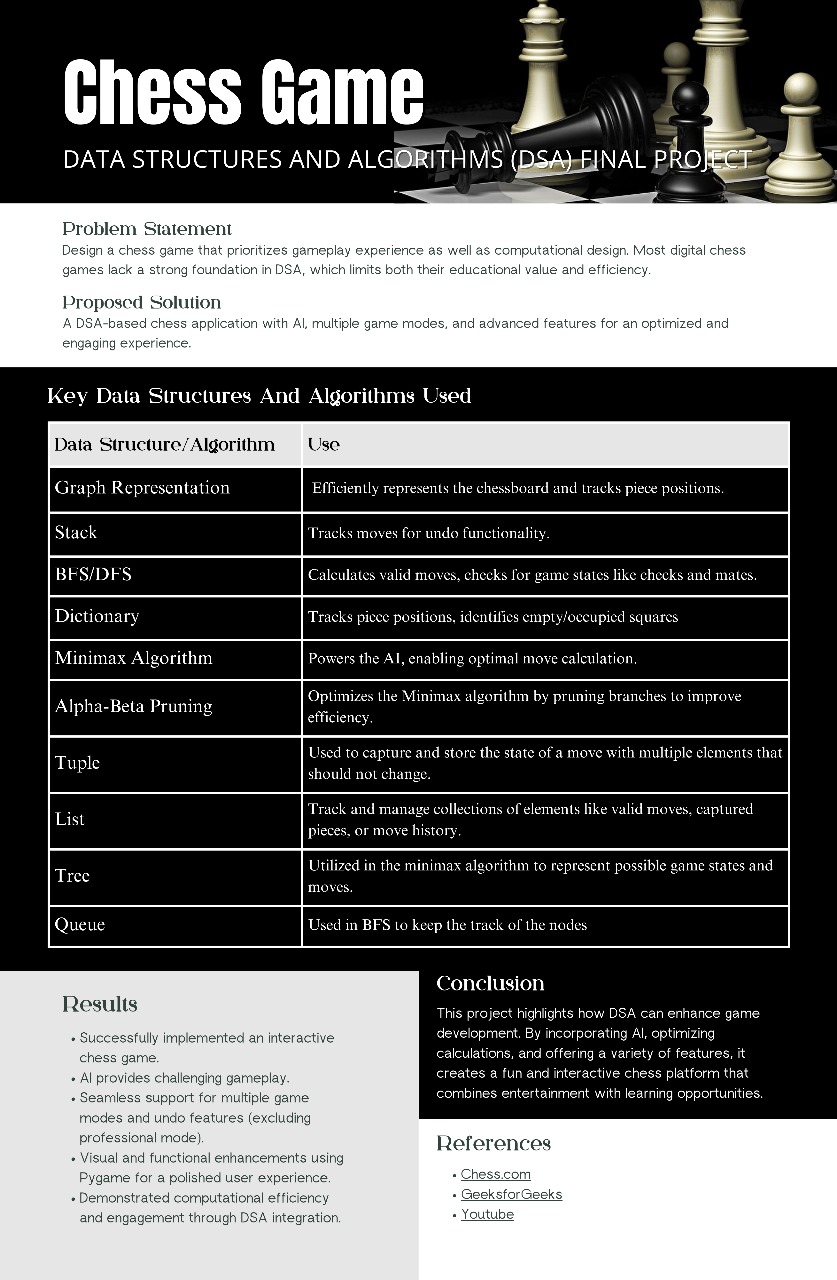 Chess Game
DATA STRUCTURES AND ALGORITHMS (DSA) FINAL PROJECT
Problem Statement
Design a chess game that prioritizes gameplay experience as well as computational design. Most digital chess
games lack a strong foundation in DSA, which limits both their educational value and efficiency.
Proposed Solution
A DSA-based chess application with AI, multiple game modes, and advanced features for an optimized and
engaging experience.
Key Data Structures And Algorithms Used
Data Structure/Algorithm Use
Graph Representation Efficiently represents the chessboard and tracks piece positions.
Stack Tracks moves for undo functionality.
BFS/DFS Calculates valid moves, checks for game states like checks and mates.
Dictionary Tracks piece positions, identifies empty/occupied squares
Minimax Algorithm Powers the AI, enabling optimal move calculation.
Alpha-Beta Pruning Optimizes the Minimax algorithm by pruning branches to improve
efficiency.
Tuple Used to capture and store the state of a move with multiple elements that
should not change.
List Track and manage collections of elements like valid moves, captured
pieces, or move history.
Tree Utilized in the minimax algorithm to represent possible game states and
moves.
Queue Used in BFS to keep the track of the nodes
Results
• Successfully implemented an interactive
chess game.
• AI provides challenging gameplay.
• Seamless support for multiple game
modes and undo features (excluding
professional mode).
• Visual and functional enhancements using
Pygame for a polished user experience.
• Demonstrated computational efficiency
and engagement through DSA integration.
Conclusion
This project highlights how DSA can enhance game
development. By incorporating AI, optimizing
calculations, and offering a variety of features, it
creates a fun and interactive chess platform that
combines entertainment with learning opportunities.
References
• Chess.com
• GeeksforGeeks
• Youtube